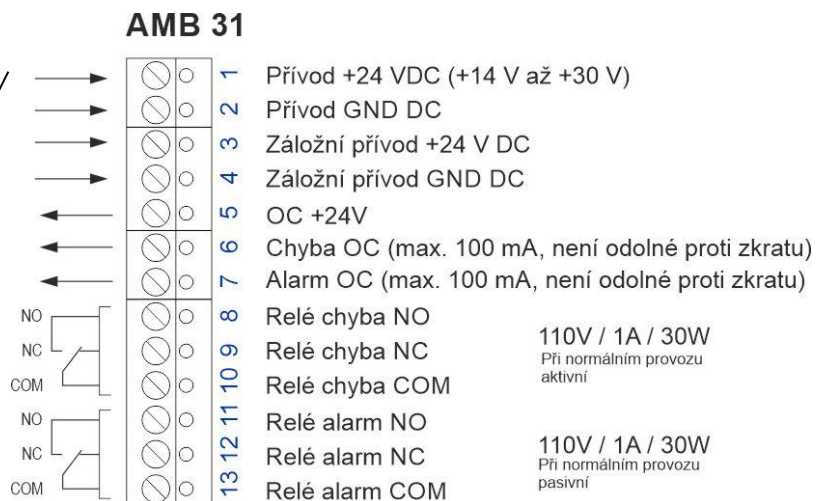 AMB 31
1 Přívod +24 VDC (+14 V až +30 V)
2 Přívod GND DC
3 Záložní přívod +24 V DC
4 Záložní přívod GND DC
5 OC +24V
6 Chyba OC (max. 100 mA, není odolné proti zkratu)
7 Alarm OC (max. 100 mA, není odolné proti zkratu)
NO 8 Relé chyba NO
NC 9 Relé chyba NC
COM 10 Relé chyba COM
110V / 1A / 30W
Při normálním provozu
aktivní
NO 11 Relé alarm NO
NC 12 Relé alarm NC
COM 13 Relé alarm COM
110V / 1A / 30W
Při normálním provozu
pasivní